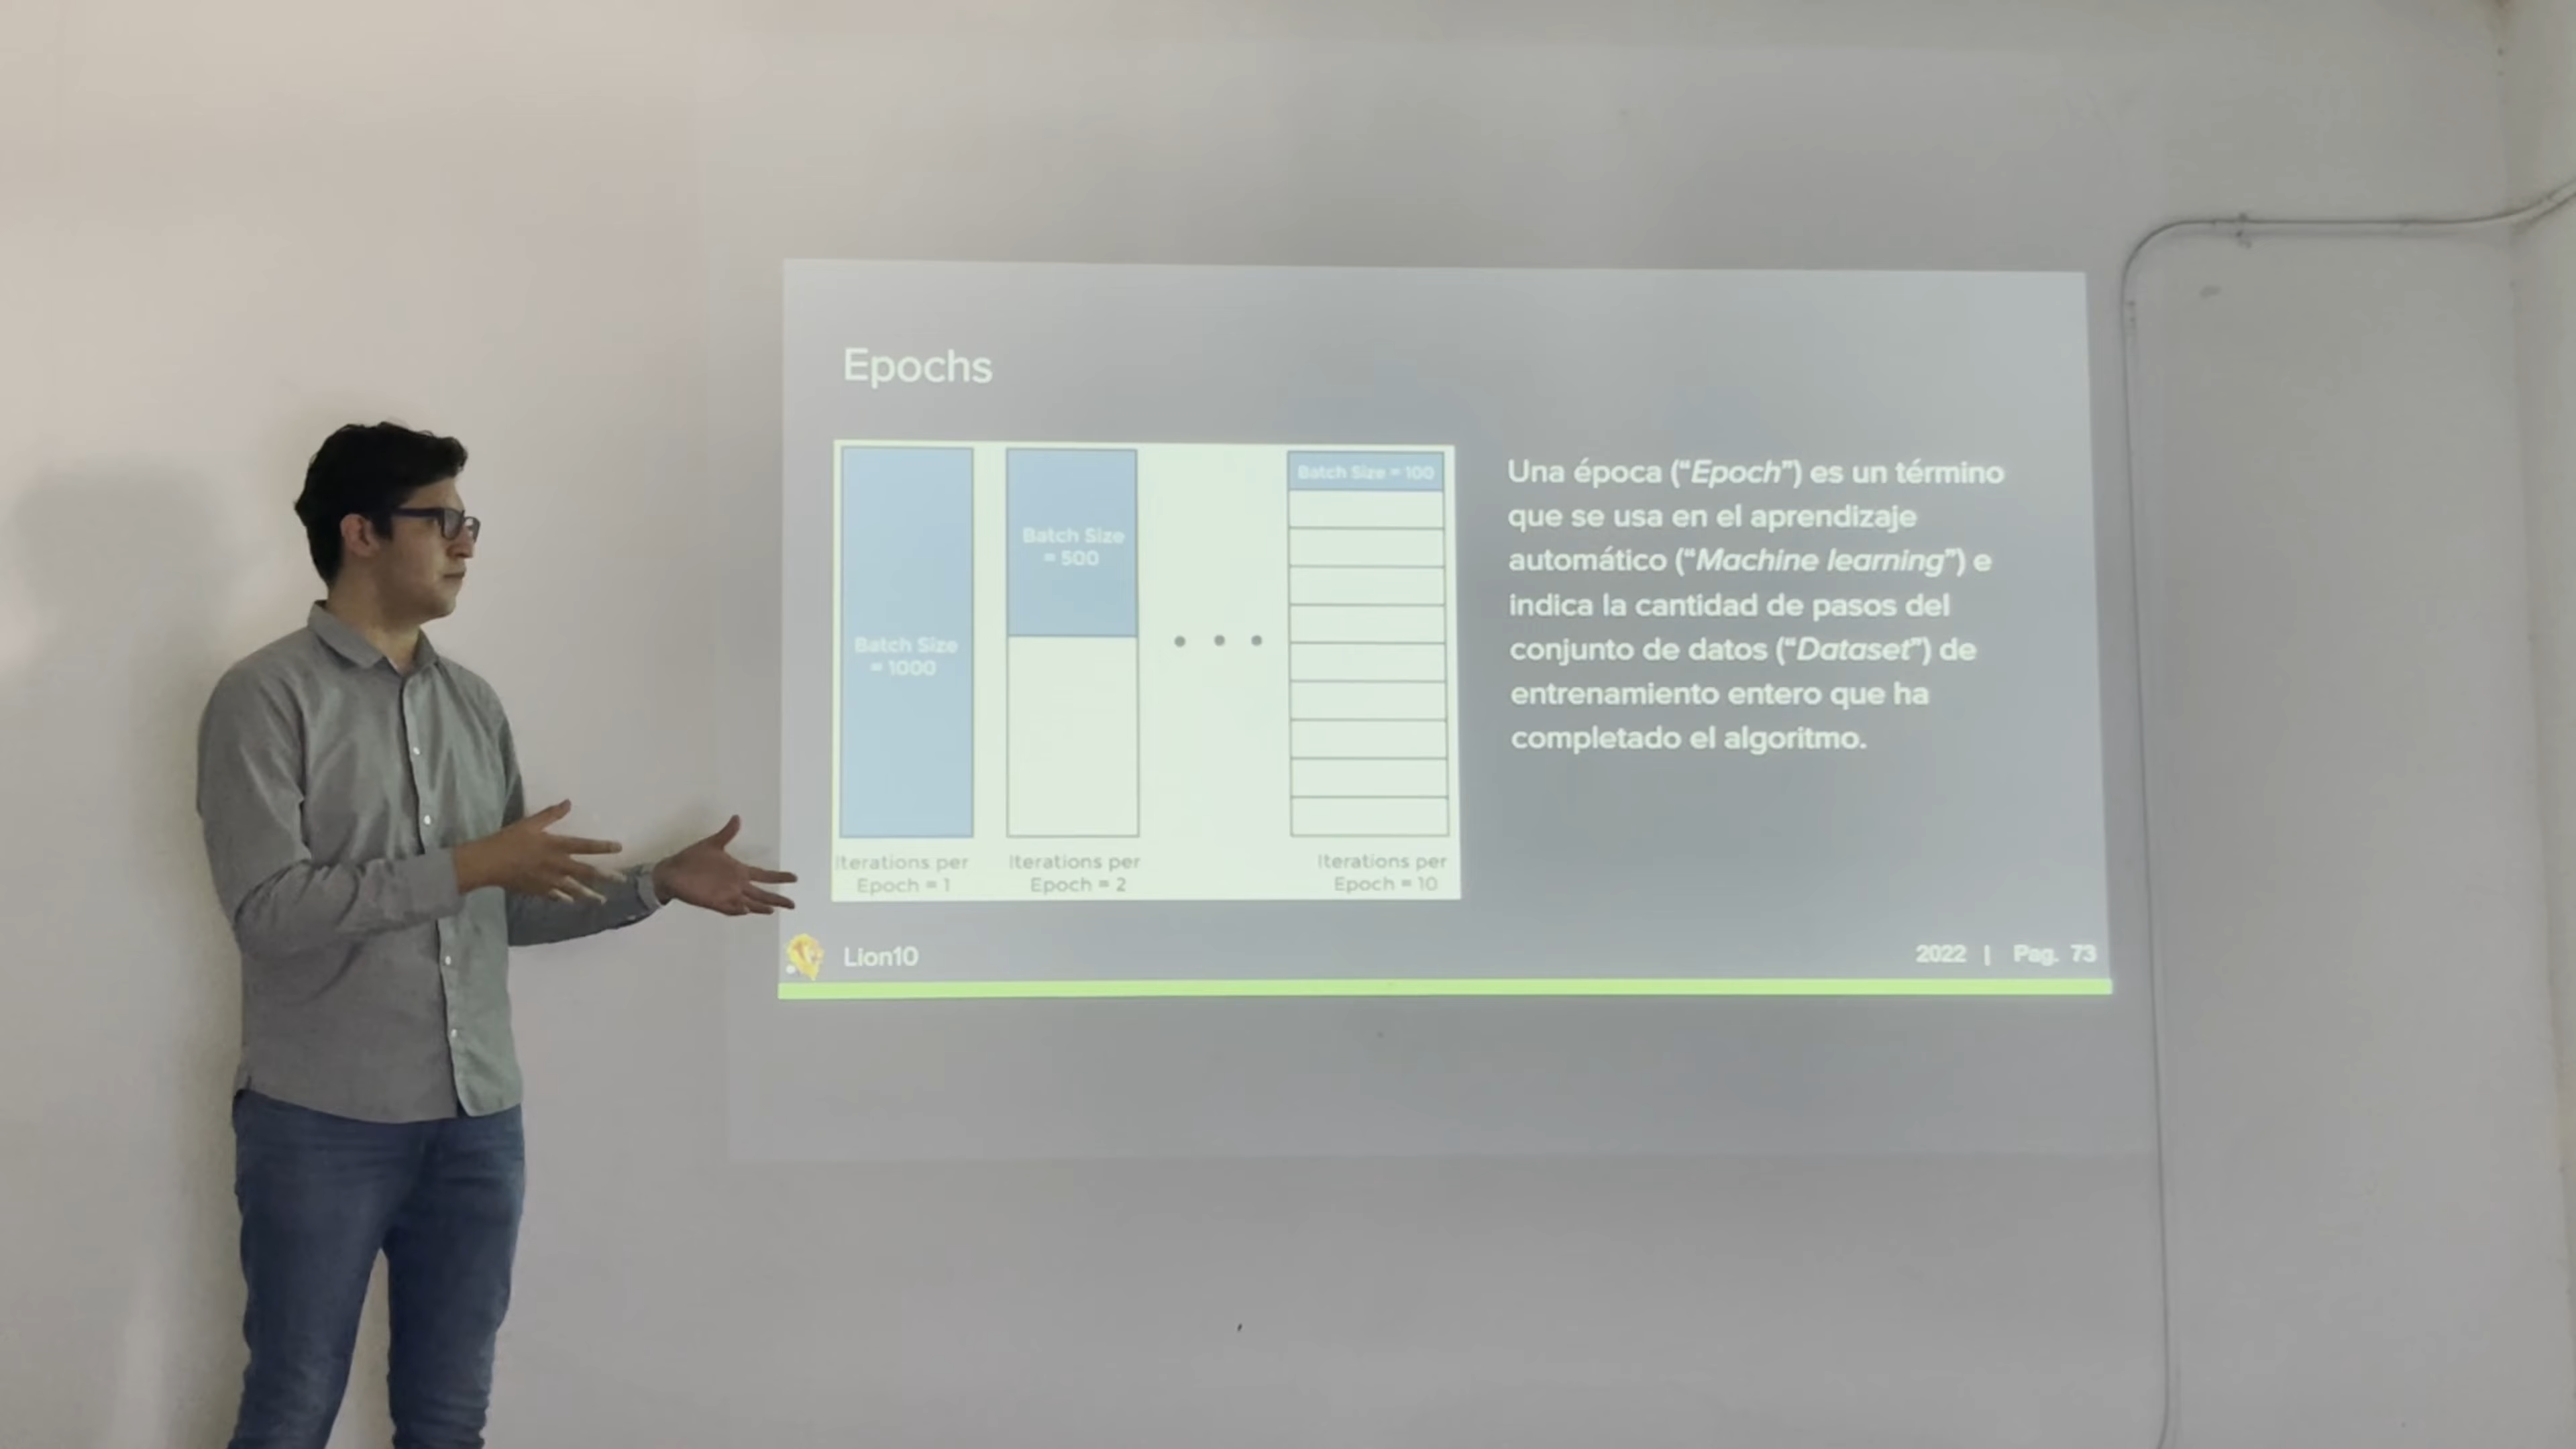 Epochs
Batch Size
= 1000
Iterations per
Epoch = 1
Batch Size
= 500
Iterations per
Epoch = 2
Batch Size = 100
Iterations per
Epoch = 10
Una época (“Epoch”) es un término
que se usa en el aprendizaje
automático (“Machine learning”) e
indica la cantidad de pasos del
conjunto de datos (“Dataset”) de
entrenamiento entero que ha
completado el algoritmo.
Lion10
2022 | Pag. 73